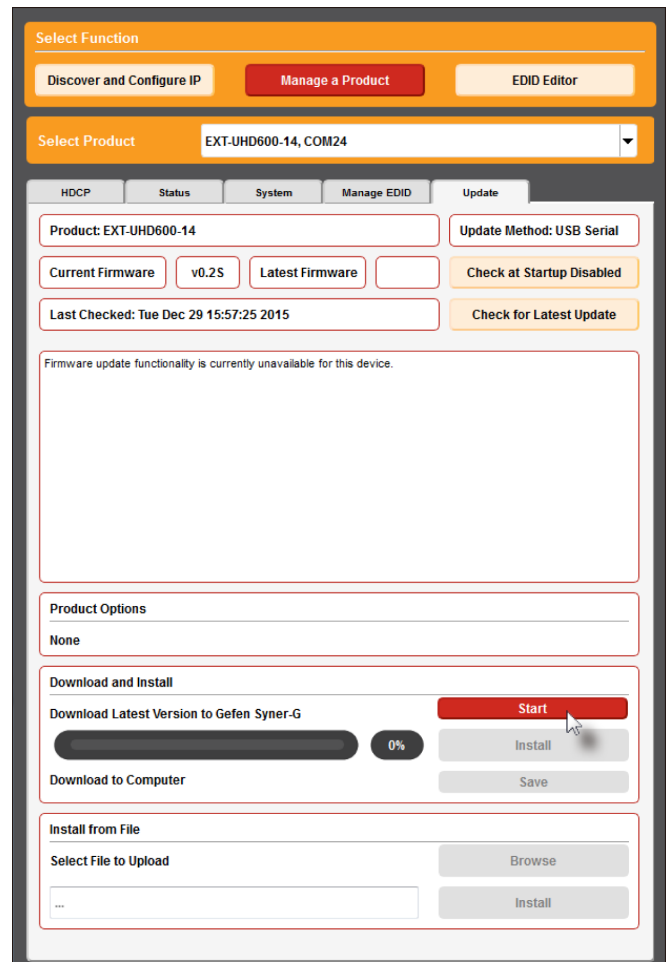 Select Function
Discover and Configure IP
Manage a Product
EDID Editor
Select Product
EXT-UHD600-14, COM24
HDCP
Status
System
Manage EDID
Update
Product: EXT-UHD600-14
Update Method: USB Serial
Current Firmware
v0.2S
Latest Firmware
Check at Startup Disabled
Last Checked: Tue Dec 29 15:57:25 2015
Check for Latest Update
Firmware update functionality is currently unavailable for this device.
Product Options
None
Download and Install
Download Latest Version to Gefen Syner-G
Start
0%
Install
Download to Computer
Save
Install from File
Select File to Upload
Browse
...
Install